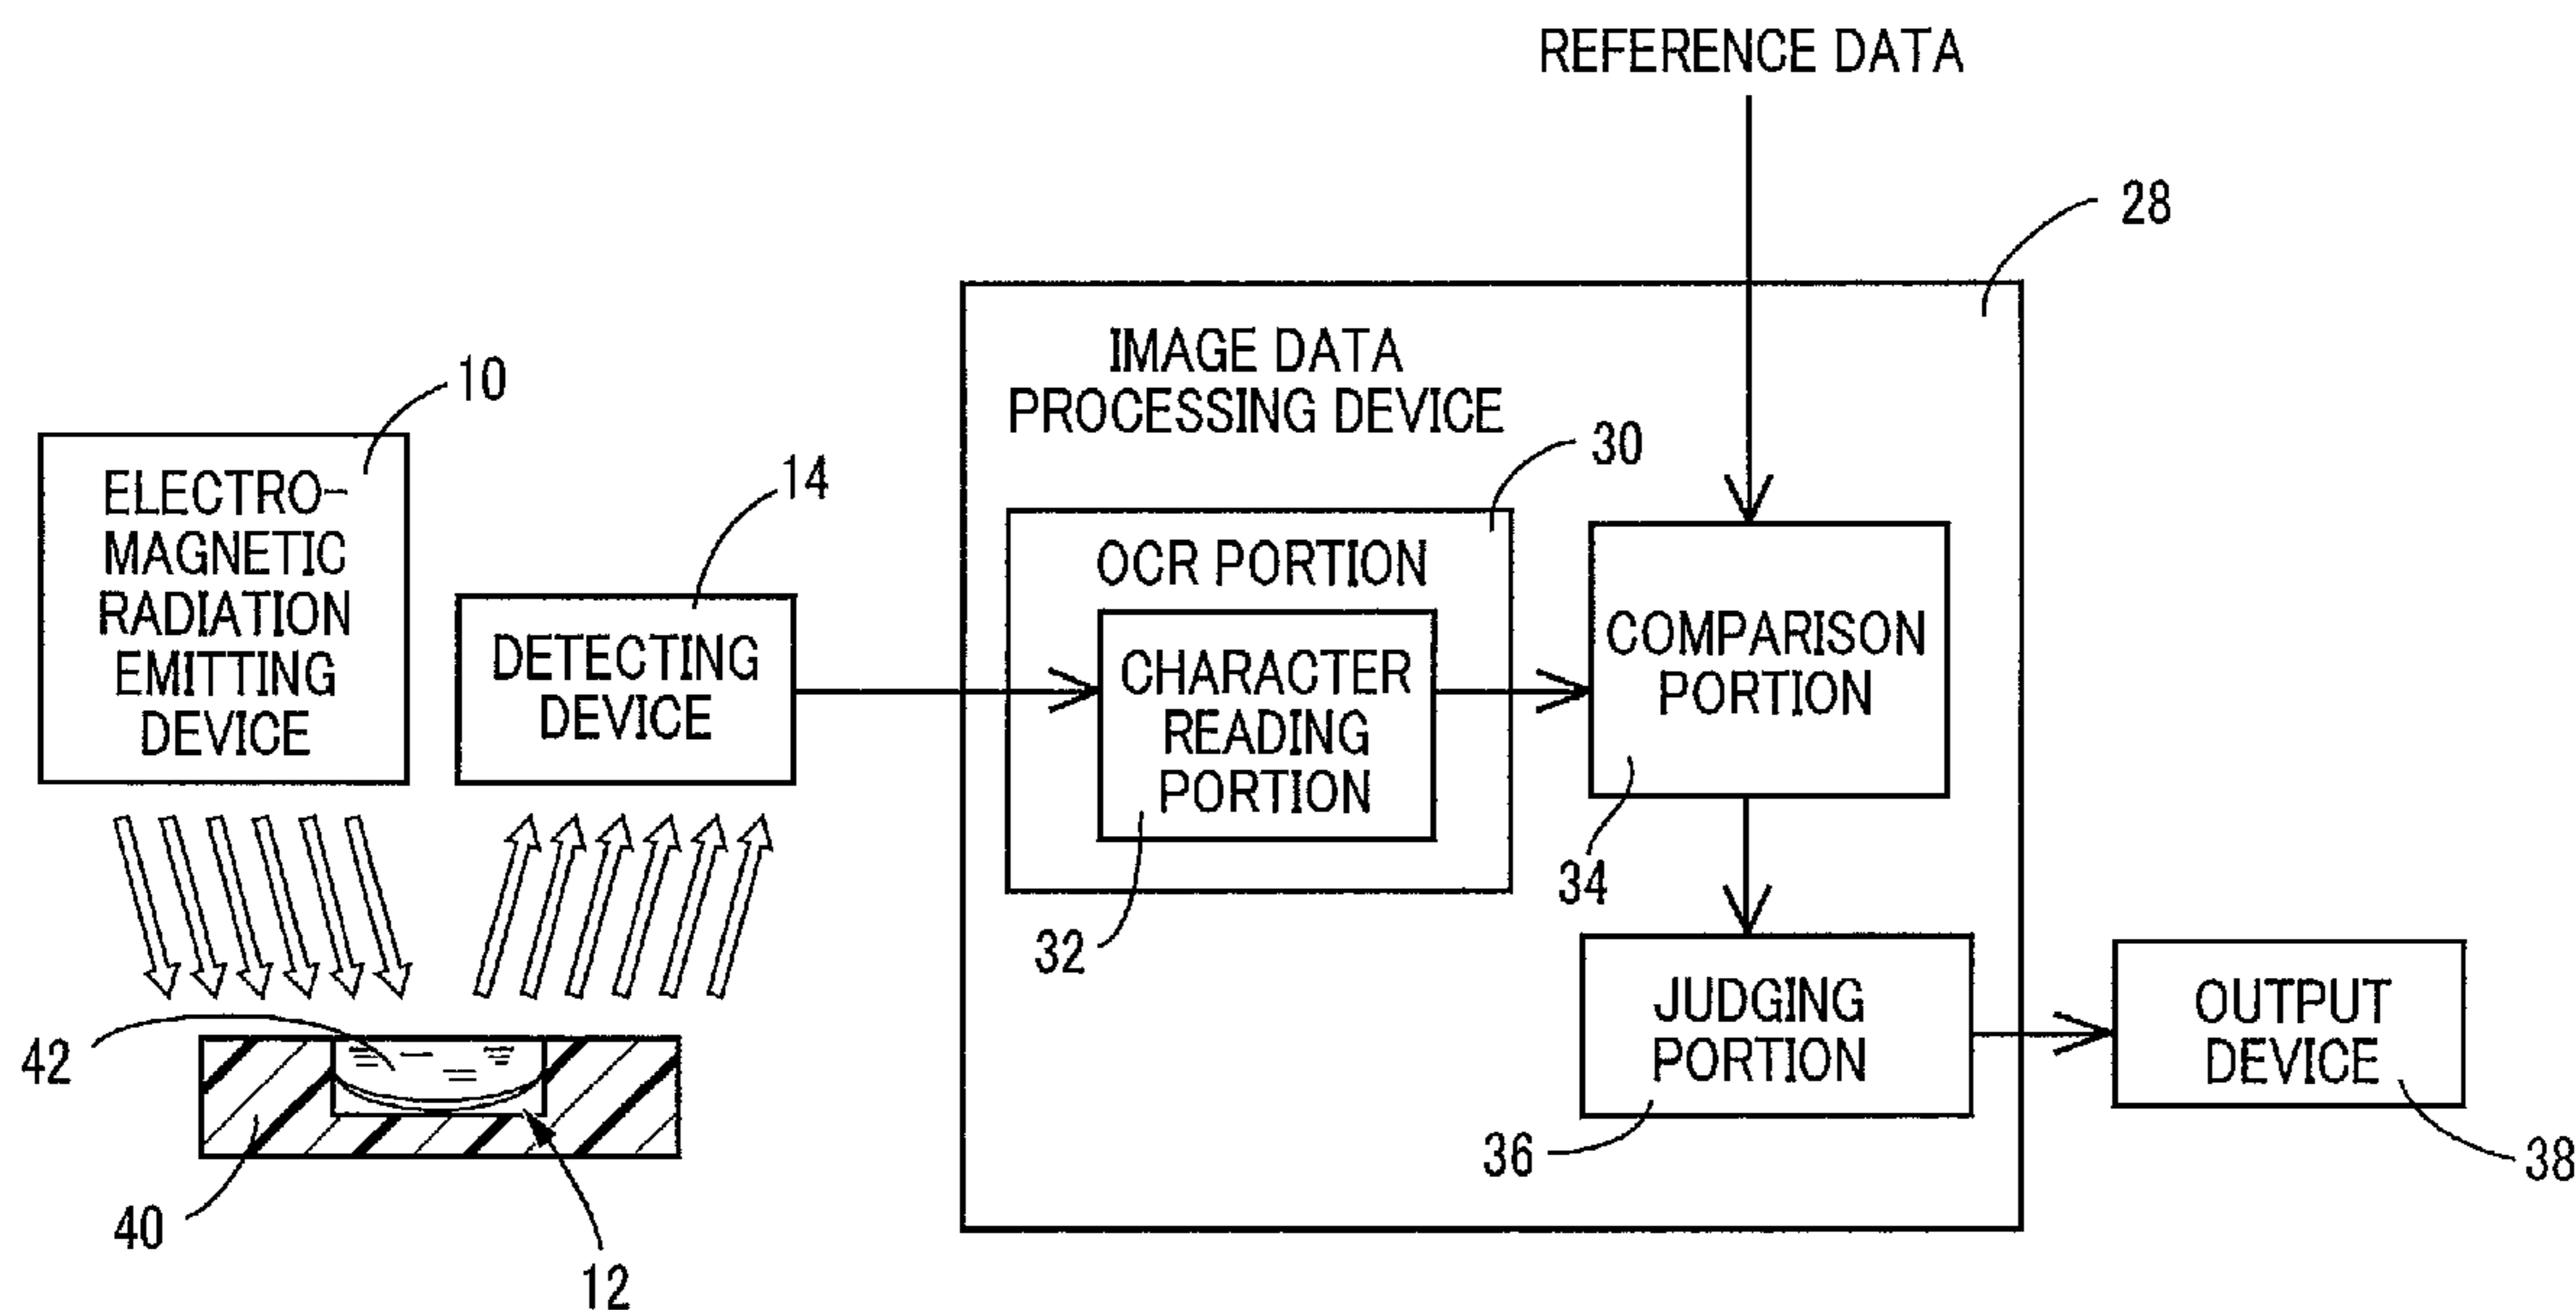 REFERENCE DATA
28
IMAGE DATA
PROCESSING DEVICE
10
ELECTRO-
MAGNETIC
RADIATION
EMITTING
DEVICE
14
DETECTING
DEVICE
30
OCR PORTION
CHARACTER
READING
PORTION
32
COMPARISON
PORTION
34
JUDGING
PORTION
36
OUTPUT
DEVICE
38
42
40
12